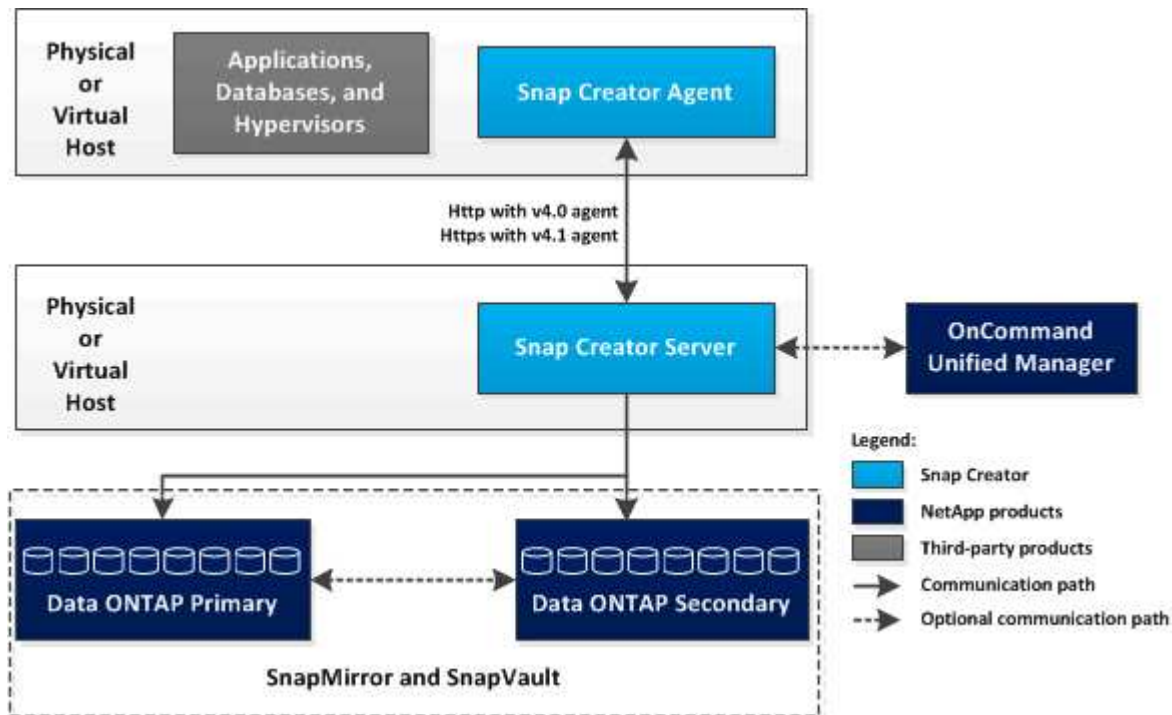 Physical
or
Virtual
Host
Applications,
Databases, and
Hypervisors
Snap Creator Agent
Http with v4.0 agent
Https with v4.1 agent
Physical
or
Virtual
Host
Snap Creator Server
OnCommand
Unified Manager
Legend:
Snap Creator
NetApp products
Third-party products
Communication path
Optional communication path
Data ONTAP Primary
Data ONTAP Secondary
SnapMirror and SnapVault